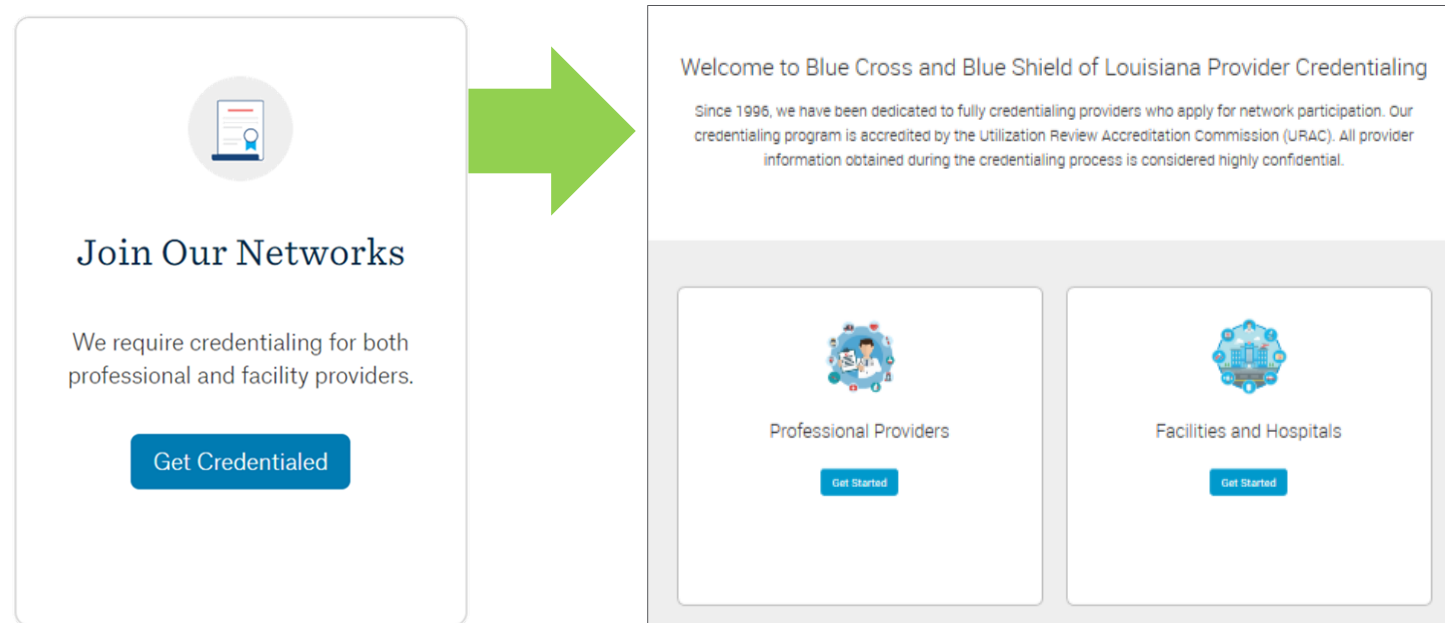 Join Our Networks
We require credentialing for both
professional and facility providers.
Get Credentialed
Welcome to Blue Cross and Blue Shield of Louisiana Provider Credentialing
Since 1996, we have been dedicated to fully credentialing providers who apply for network participation. Our
credentialing program is accredited by the Utilization Review Accreditation Commission (URAC). All provider
information obtained during the credentialing process is considered highly confidential.
Professional Providers
Get Started
Facilities and Hospitals
Get Started